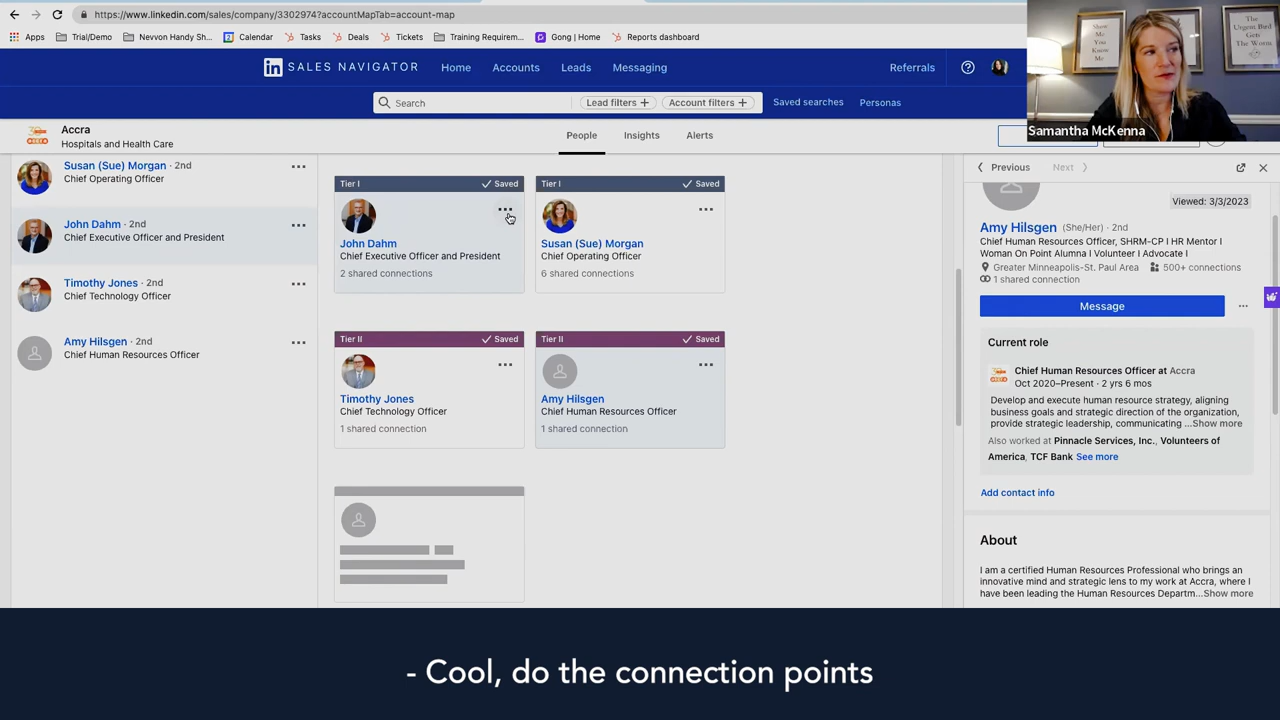 https://www.linkedin.com/sales/company/3302974?accountMapTab=account-map
Apps
Trial/Demo
Nevvon Handy Sh...
Calendar
Tasks
Deals
Tickets
Training Requirem...
Gong | Home
Reports dashboard
in SALES NAVIGATOR
Home
Accounts
Leads
Messaging
Referrals
Search
Lead filters +
Account filters +
Saved searches
Personas
Show Me You Know Me
The Urgent Bird Gets The Worm
Samantha McKenna
Accra
Hospitals and Health Care
People
Insights
Alerts
Susan (Sue) Morgan · 2nd
Chief Operating Officer
John Dahm · 2nd
Chief Executive Officer and President
Timothy Jones · 2nd
Chief Technology Officer
Amy Hilsgen · 2nd
Chief Human Resources Officer
Tier I
Saved
John Dahm
Chief Executive Officer and President
2 shared connections
Tier I
Saved
Susan (Sue) Morgan
Chief Operating Officer
6 shared connections
Tier II
Saved
Timothy Jones
Chief Technology Officer
1 shared connection
Tier II
Saved
Amy Hilsgen
Chief Human Resources Officer
1 shared connection
Previous
Next
Viewed: 3/3/2023
Amy Hilsgen (She/Her) · 2nd
Chief Human Resources Officer, SHRM-CP I HR Mentor I
Woman On Point Alumna I Volunteer I Advocate I
Greater Minneapolis-St. Paul Area
500+ connections
1 shared connection
Message
Current role
Chief Human Resources Officer at Accra
Oct 2020–Present · 2 yrs 6 mos
Develop and execute human resource strategy, aligning
business goals and strategic direction of the organization,
provide strategic leadership, communicating ...Show more
Also worked at Pinnacle Services, Inc., Volunteers of
America, TCF Bank See more
Add contact info
About
I am a certified Human Resources Professional who brings an
innovative mind and strategic lens to my work at Accra, where I
have been leading the Human Resources Departm...Show more
- Cool, do the connection points